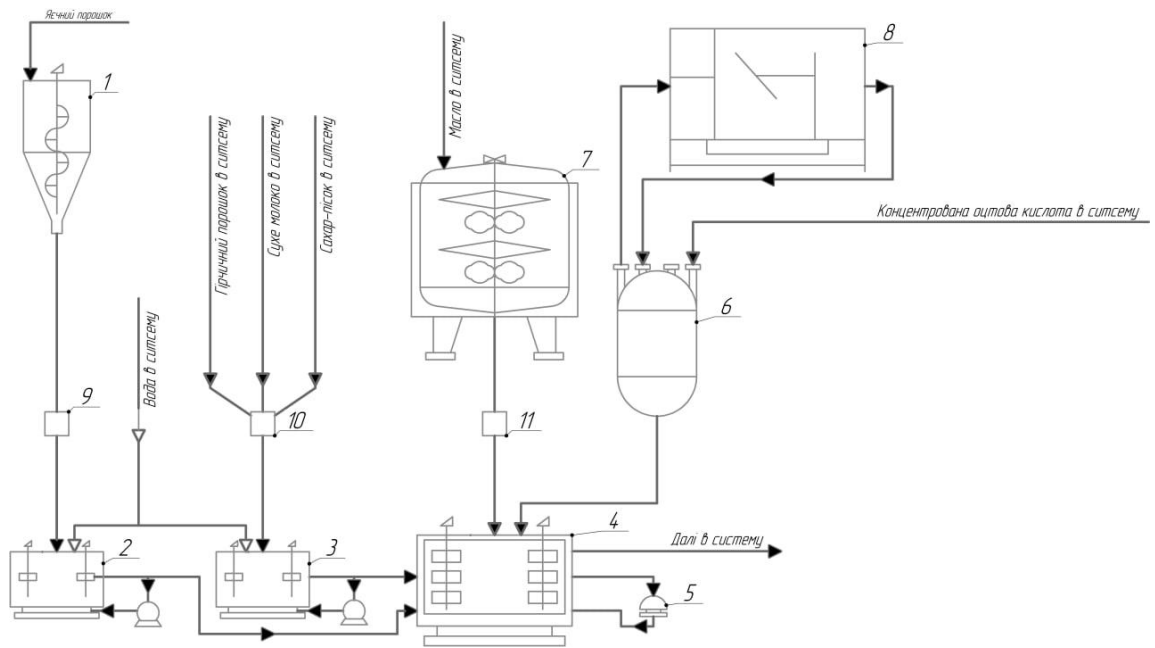 Яєчний порошок
1
8
Масло в ситсему
Гірчичний порошок в ситсему
Сухе молоко в ситсему
Сахар-пісок в ситсему
7
Концентрована оцтова кислота в ситсему
6
Вода в ситсему
9
10
11
2
3
4
Далі в систему
5